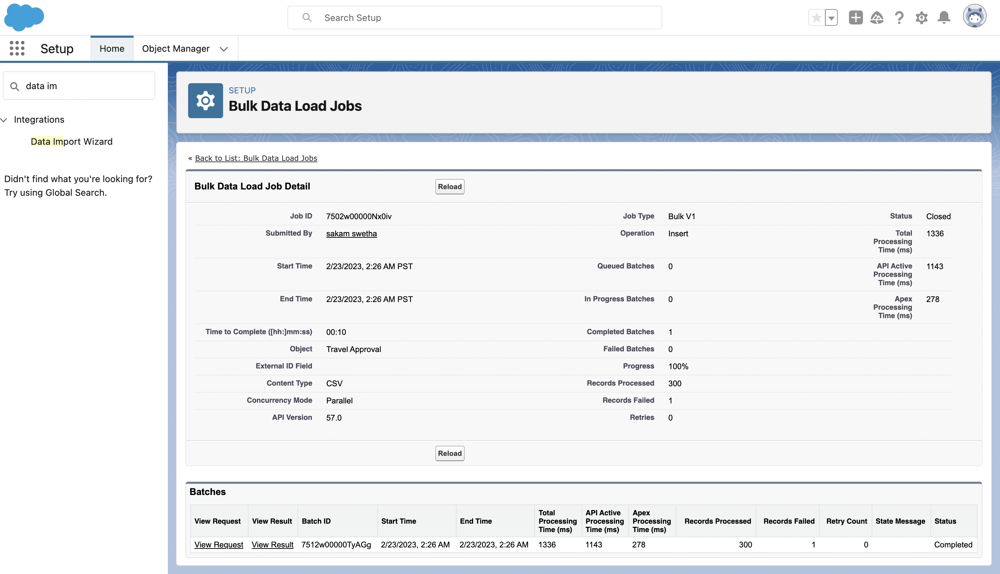 Search Setup
Setup
Home
Object Manager
data im
Integrations
Data Import Wizard
Didn't find what you're looking for?
Try using Global Search.
SETUP
Bulk Data Load Jobs
« Back to List: Bulk Data Load Jobs
Bulk Data Load Job Detail
Reload
Job ID 7502w00000Nx0iv Job Type Bulk V1 Status Closed
Submitted By sakam swetha Operation Insert Total Processing Time (ms) 1336
Start Time 2/23/2023, 2:26 AM PST Queued Batches 0 API Active Processing Time (ms) 1143
End Time 2/23/2023, 2:26 AM PST In Progress Batches 0 Apex Processing Time (ms) 278
Time to Complete ([hh:]mm:ss) 00:10 Completed Batches 1
Object Travel Approval Failed Batches 0
External ID Field Progress 100%
Content Type CSV Records Processed 300
Concurrency Mode Parallel Records Failed 1
API Version 57.0 Retries 0
Reload
Batches
View Request View Result Batch ID Start Time End Time Total Processing Time (ms) API Active Processing Time (ms) Apex Processing Time (ms) Records Processed Records Failed Retry Count State Message Status
View Request View Result 7512w00000TyAGg 2/23/2023, 2:26 AM 2/23/2023, 2:26 AM 1336 1143 278 300 1 0 Completed